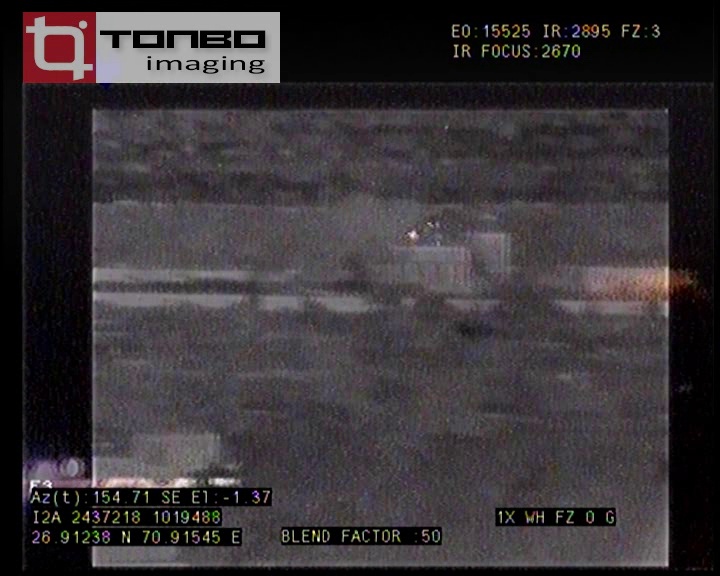 TONBO
imaging
EO:15525 IR:2895 FZ:3
IR FOCUS:2670
Az(t):154.71 SE El:-1.37
I2A 2437218 1019488
26.91238 N 70.91545 E
BLEND FACTOR :50
1X WH FZ O G